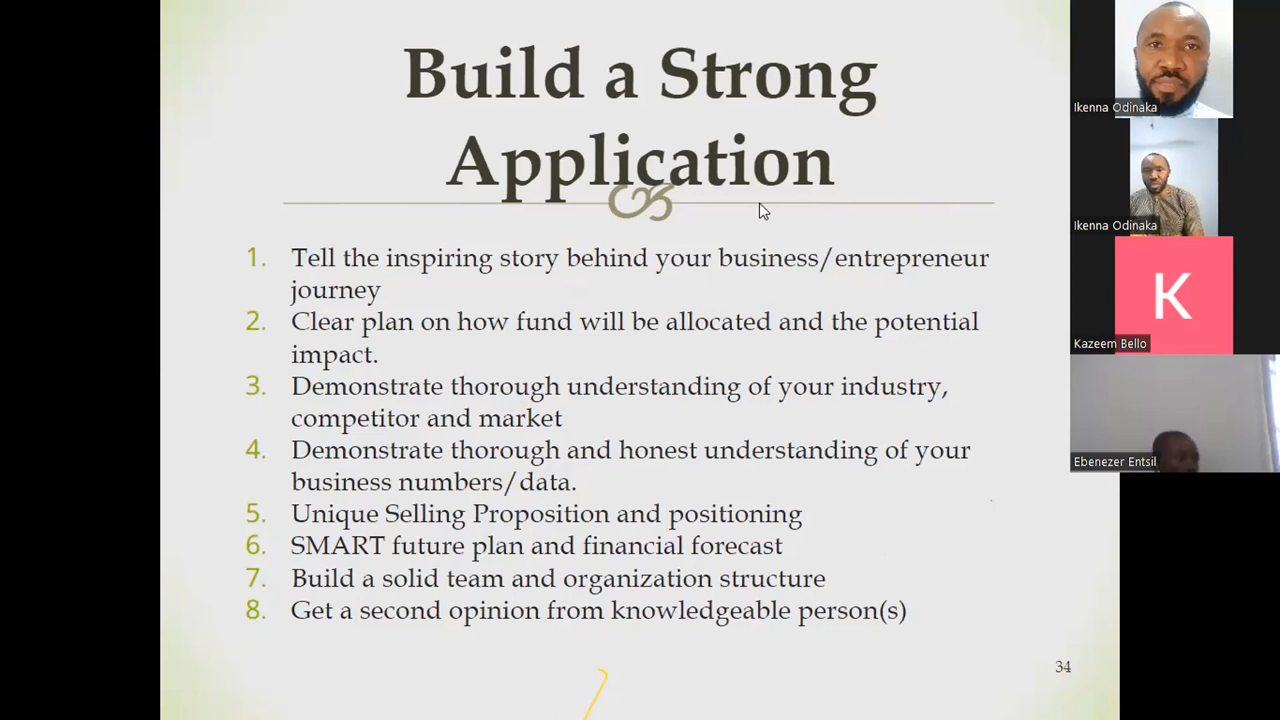 Build a Strong
Application
1. Tell the inspiring story behind your business/entrepreneur
journey
2. Clear plan on how fund will be allocated and the potential
impact.
3. Demonstrate thorough understanding of your industry,
competitor and market
4. Demonstrate thorough and honest understanding of your
business numbers/data.
5. Unique Selling Proposition and positioning
6. SMART future plan and financial forecast
7. Build a solid team and organization structure
8. Get a second opinion from knowledgeable person(s)
34
Ikenna Odinaka
Ikenna Odinaka
K
Kazeem Bello
Ebenezer Entsil